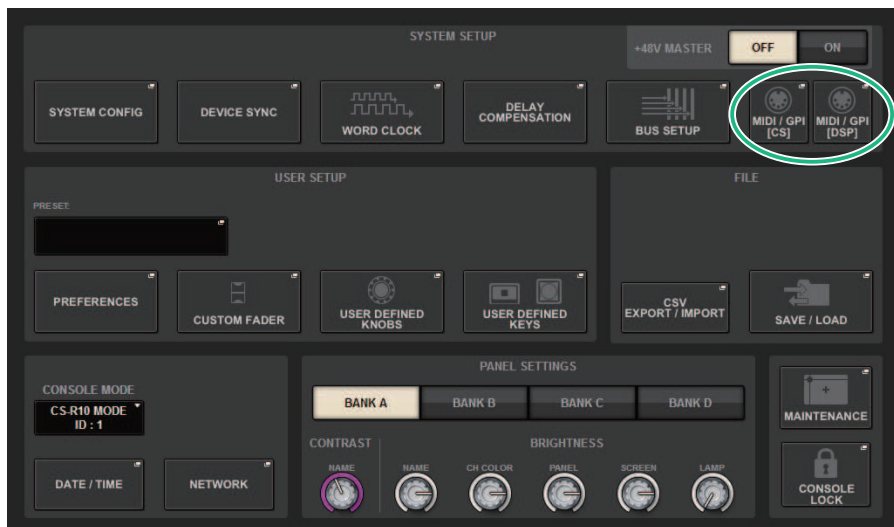 SYSTEM SETUP
+48V MASTER
OFF
ON
SYSTEM CONFIG
DEVICE SYNC
WORD CLOCK
DELAY
COMPENSATION
BUS SETUP
MIDI / GPI
[CS]
MIDI / GPI
[DSP]
USER SETUP
PRESET
PREFERENCES
CUSTOM FADER
USER DEFINED
KNOBS
USER DEFINED
KEYS
FILE
CSV
EXPORT / IMPORT
SAVE / LOAD
CONSOLE MODE
CS-R10 MODE
ID : 1
DATE / TIME
NETWORK
PANEL SETTINGS
BANK A
BANK B
BANK C
BANK D
CONTRAST
BRIGHTNESS
NAME
NAME
CH COLOR
PANEL
SCREEN
LAMP
MAINTENANCE
CONSOLE
LOCK